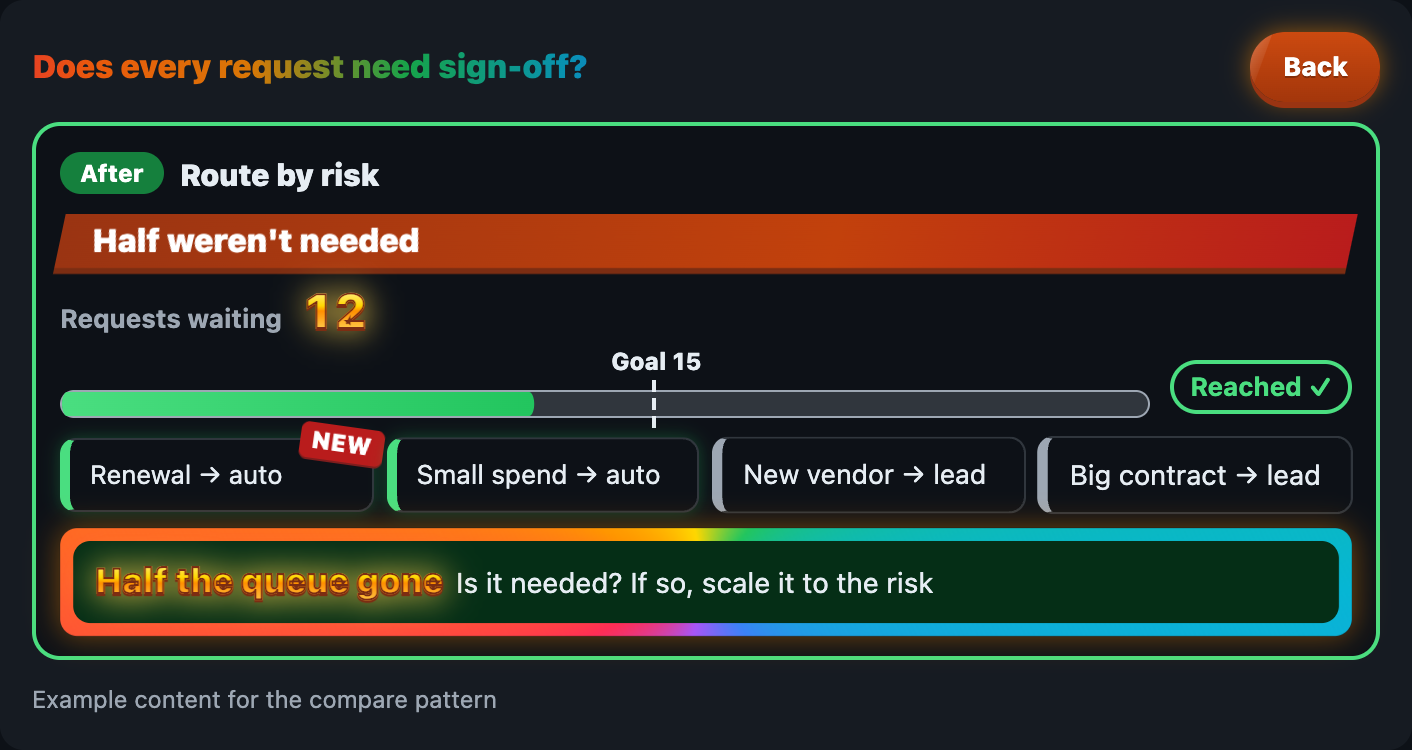 Does every request need sign-off?
Back
After
Route by risk
Half weren't needed
Requests waiting 12
Goal 15
Reached ✓
NEW
Renewal → auto
Small spend → auto
New vendor → lead
Big contract → lead
Half the queue gone Is it needed? If so, scale it to the risk
Example content for the compare pattern